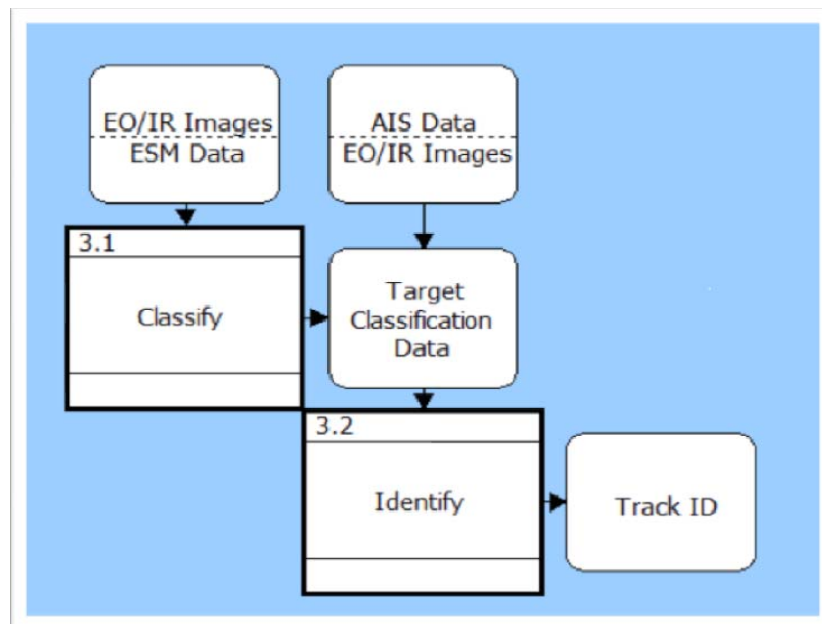 EO/IR Images
ESM Data
AIS Data
EO/IR Images
3.1
Classify
Target
Classification
Data
3.2
Identify
Track ID